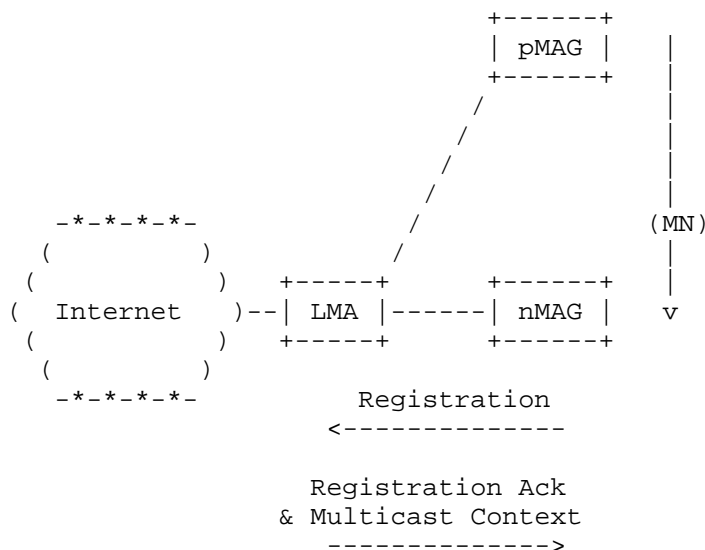 pMAG
(MN)
Internet
LMA
nMAG
v
Registration
Registration Ack
& Multicast Context